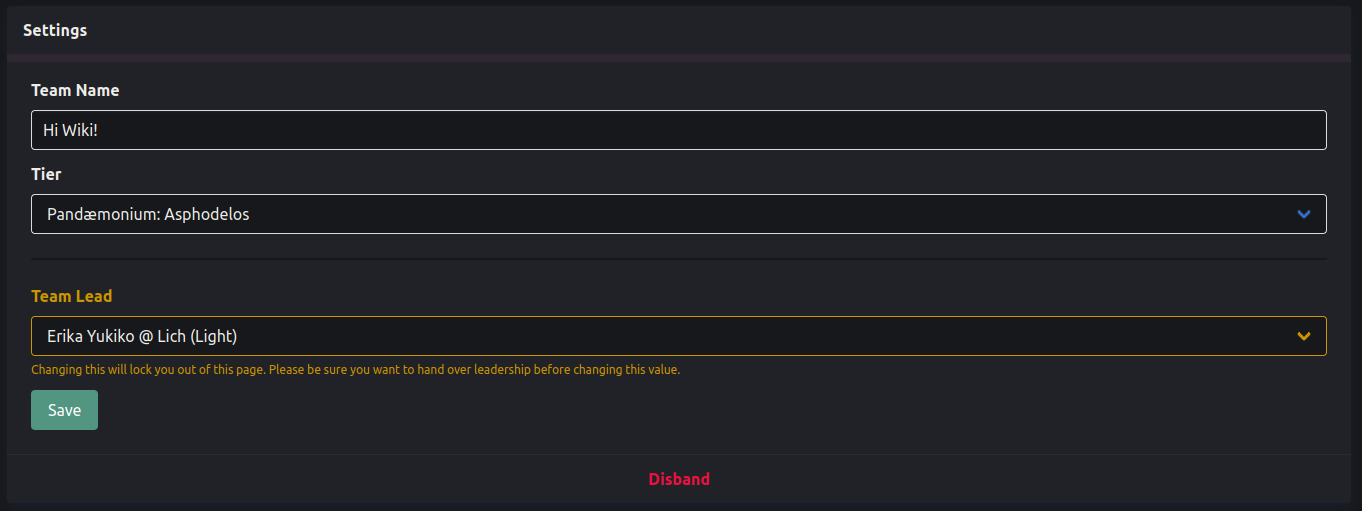 Settings
Team Name
Hi Wiki!
Tier
Pandæmonium: Asphodelos
Team Lead
Erika Yukiko @ Lich (Light)
Changing this will lock you out of this page. Please be sure you want to hand over leadership before changing this value.
Save
Disband